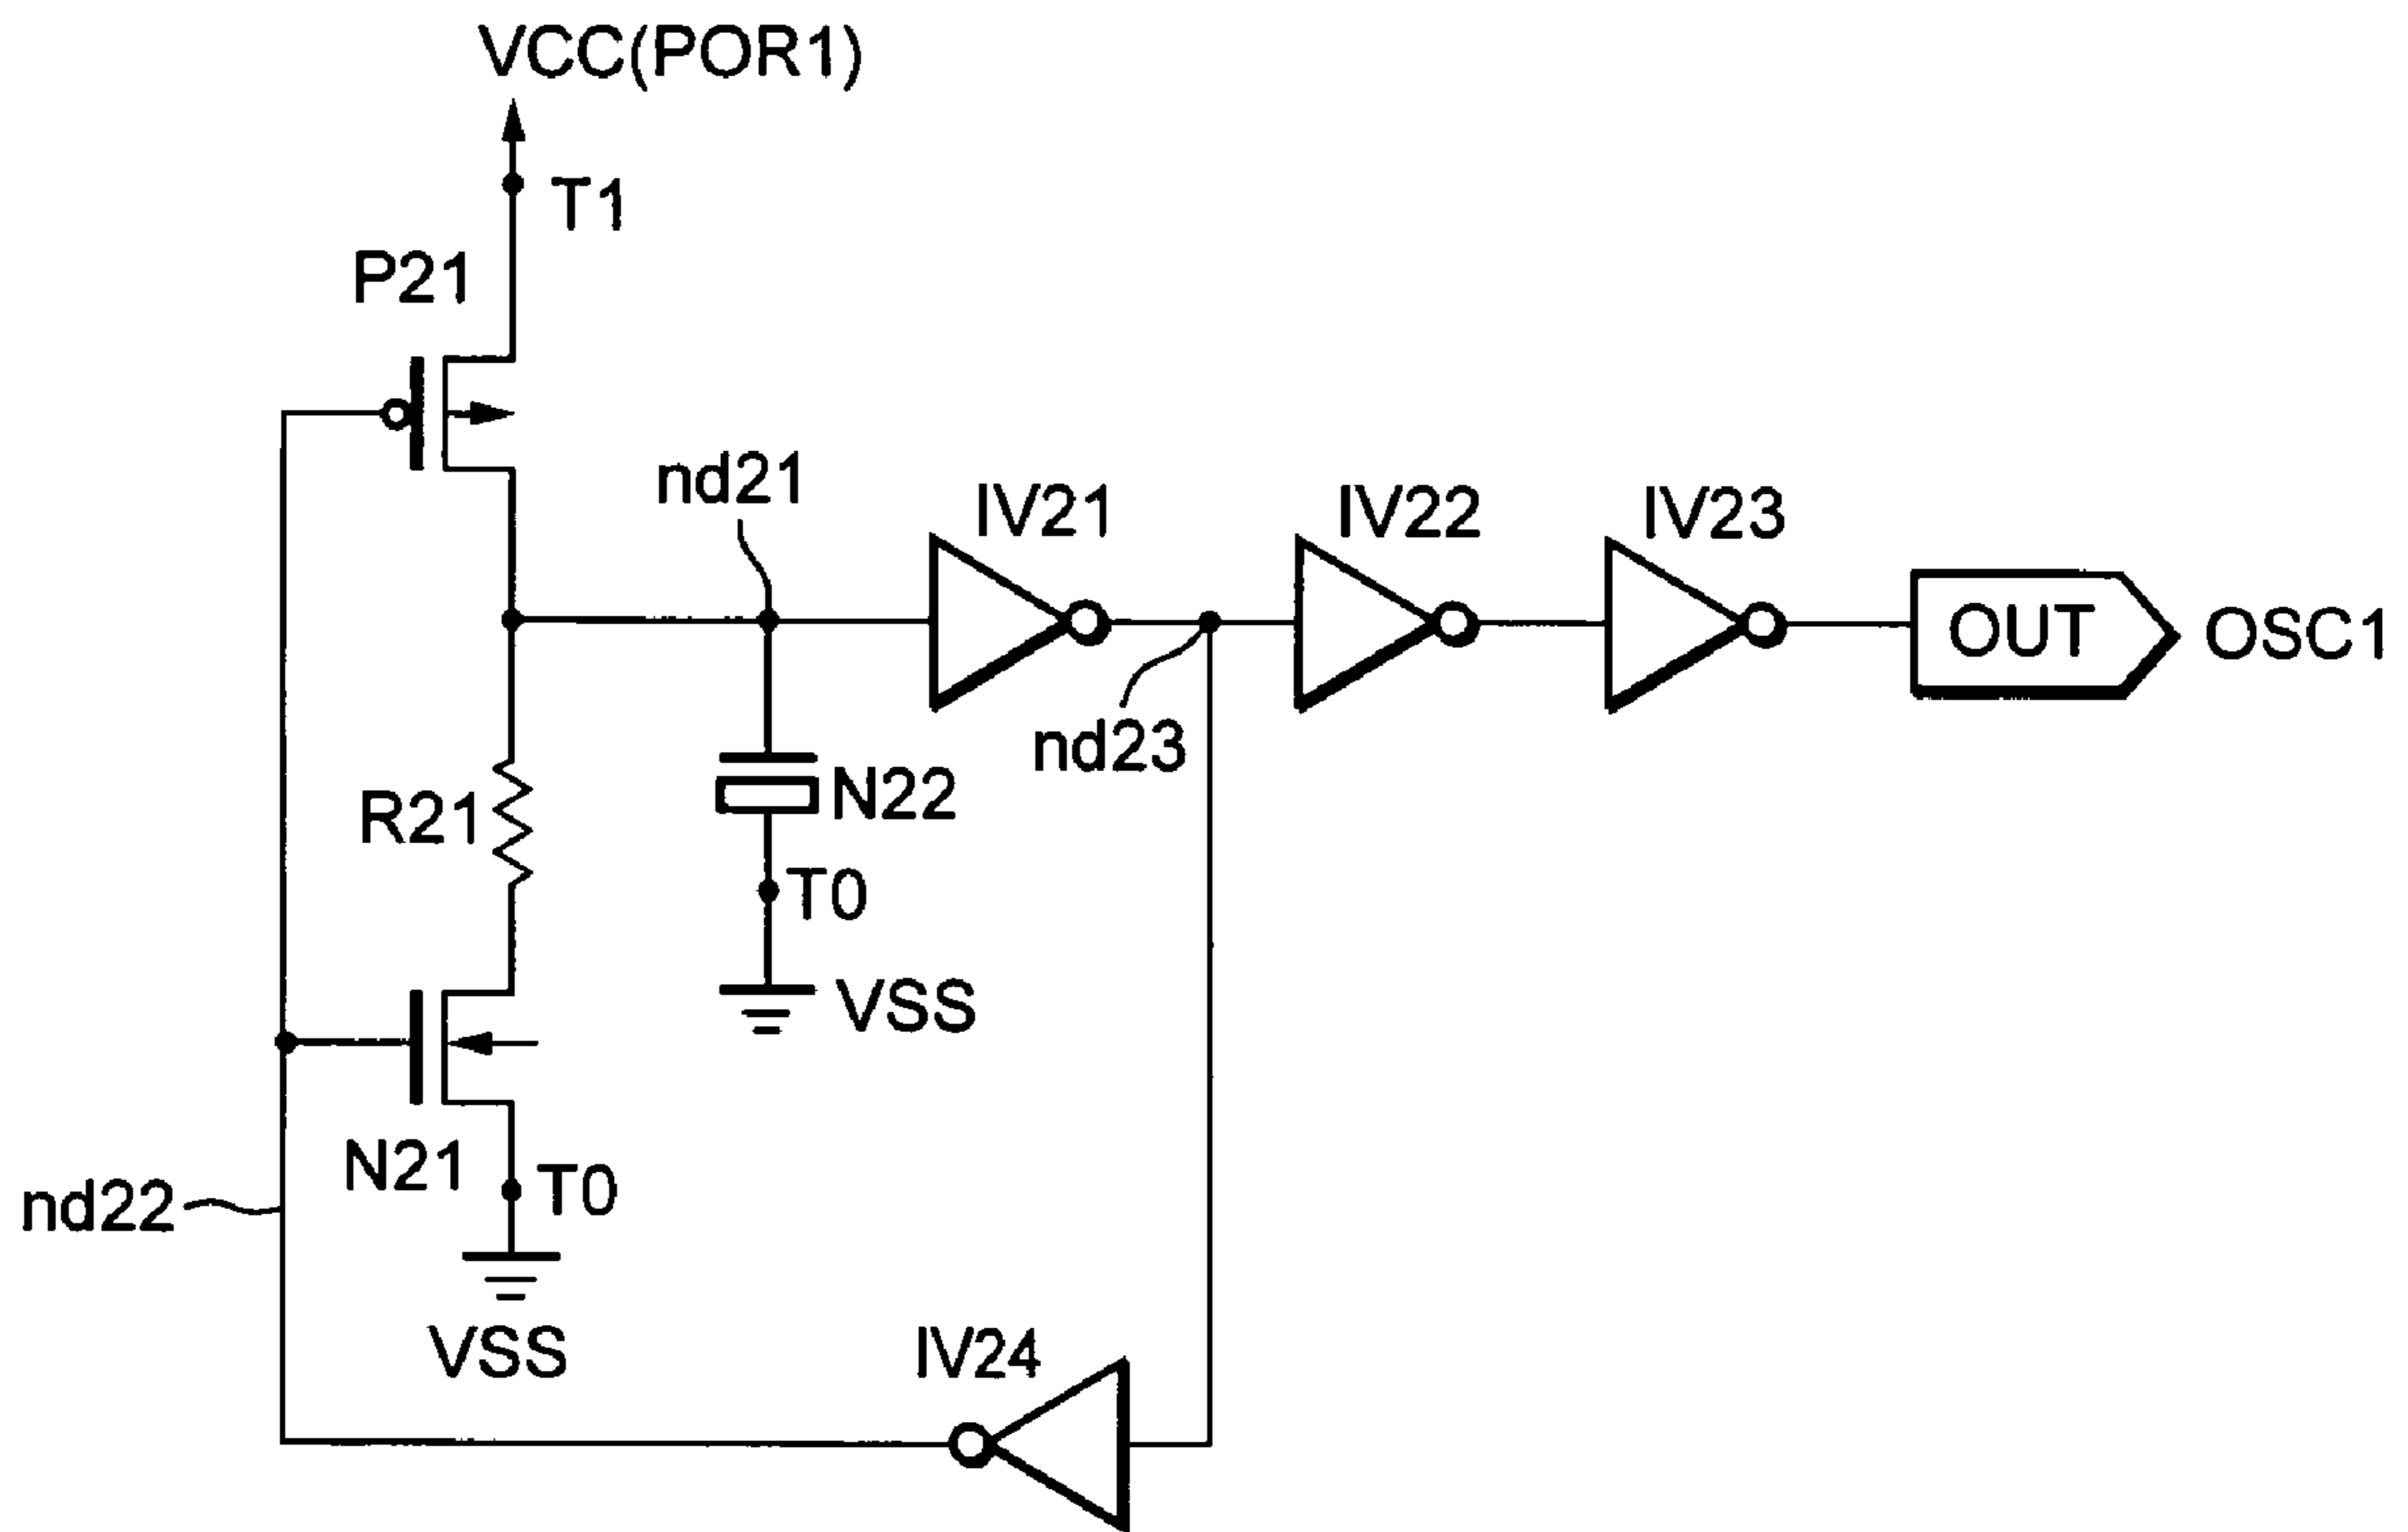 VCC(POR1)
T1
P21
nd21
IV21
IV22
IV23
OUT
OSC1
nd23
R21
N22
T0
VSS
N21
T0
nd22
VSS
IV24